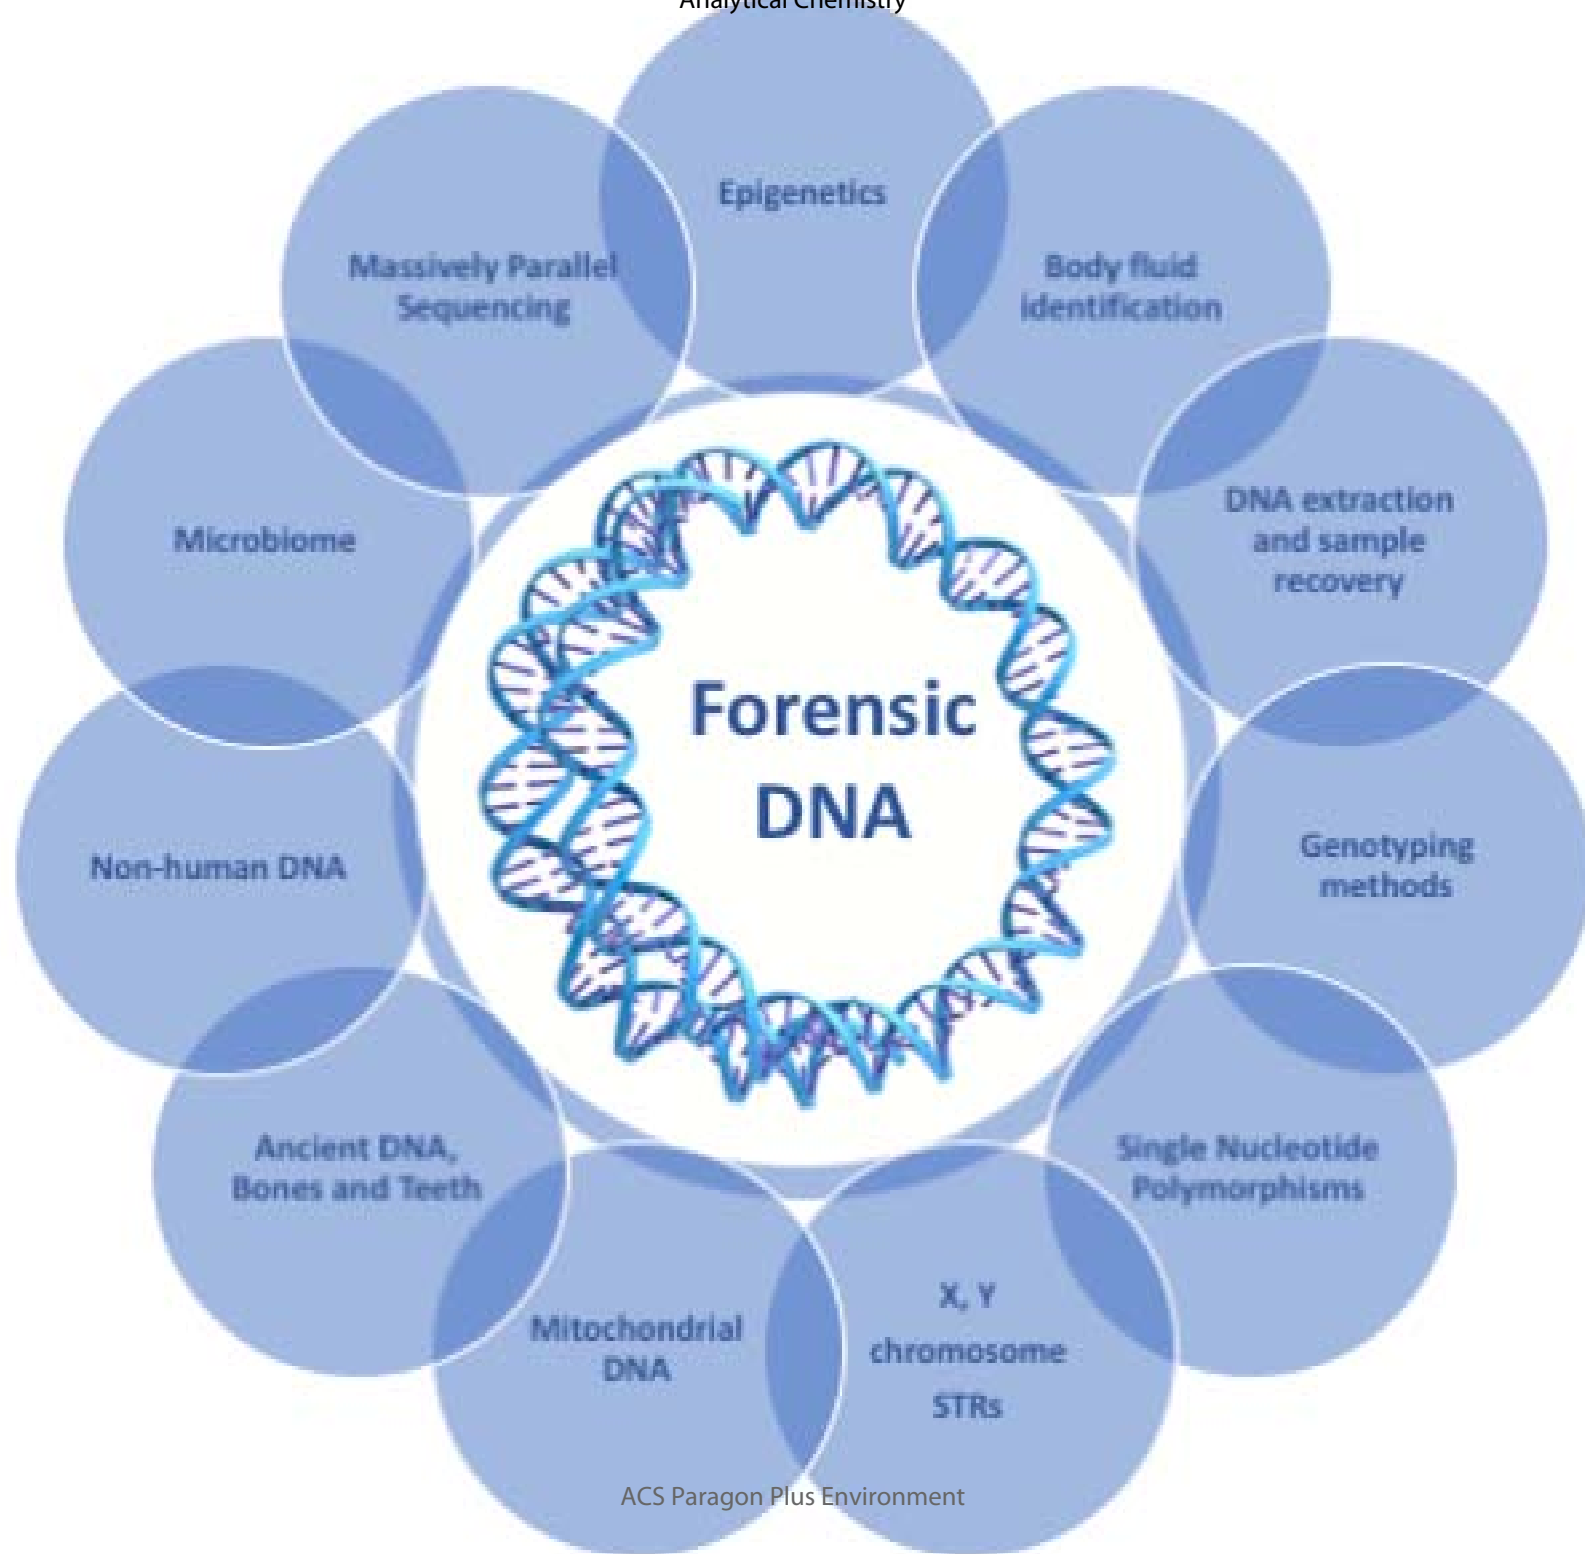 Analytical Chemistry
Epigenetics
Body fluid
identification
DNA extraction
and sample
recovery
Genotyping
methods
Single Nucleotide
Polymorphisms
X, Y
chromosome
STRs
Mitochondrial
DNA
Ancient DNA,
Bones and Teeth
Non-human DNA
Microbiome
Massively Parallel
Sequencing
Forensic
DNA
ACS Paragon Plus Environment